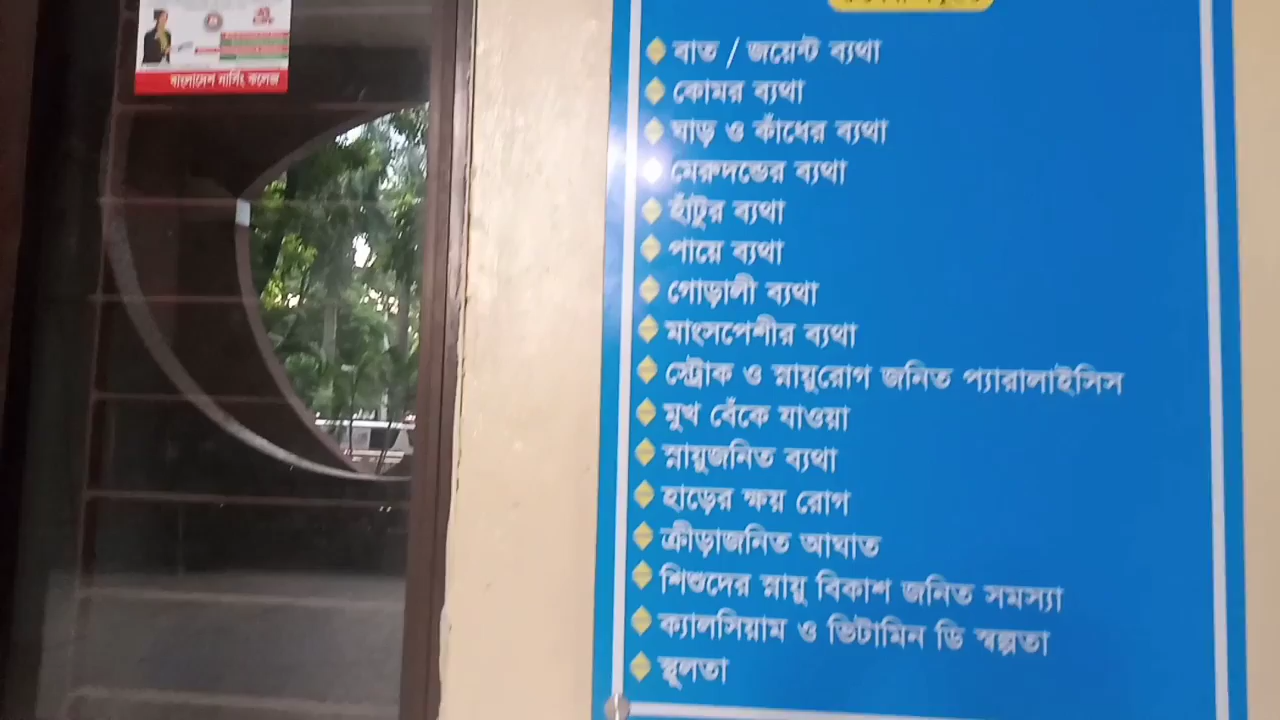 বাংলাদেশ নার্সিং কলেজ
বাত / জয়েন্ট ব্যথা
কোমর ব্যথা
ঘাড় ও কাঁধের ব্যথা
মেরুদন্ডের ব্যথা
হাঁটুর ব্যথা
পায়ে ব্যথা
গোড়ালী ব্যথা
মাংসপেশীর ব্যথা
স্ট্রোক ও স্নায়ুরোগ জনিত প্যারালাইসিস
মুখ বেঁকে যাওয়া
স্নায়ুজনিত ব্যথা
হাড়ের ক্ষয় রোগ
ক্রীড়াজনিত আঘাত
শিশুদের স্নায়ু বিকাশ জনিত সমস্যা
ক্যালসিয়াম ও ভিটামিন ডি স্বল্পতা
স্থূলতা